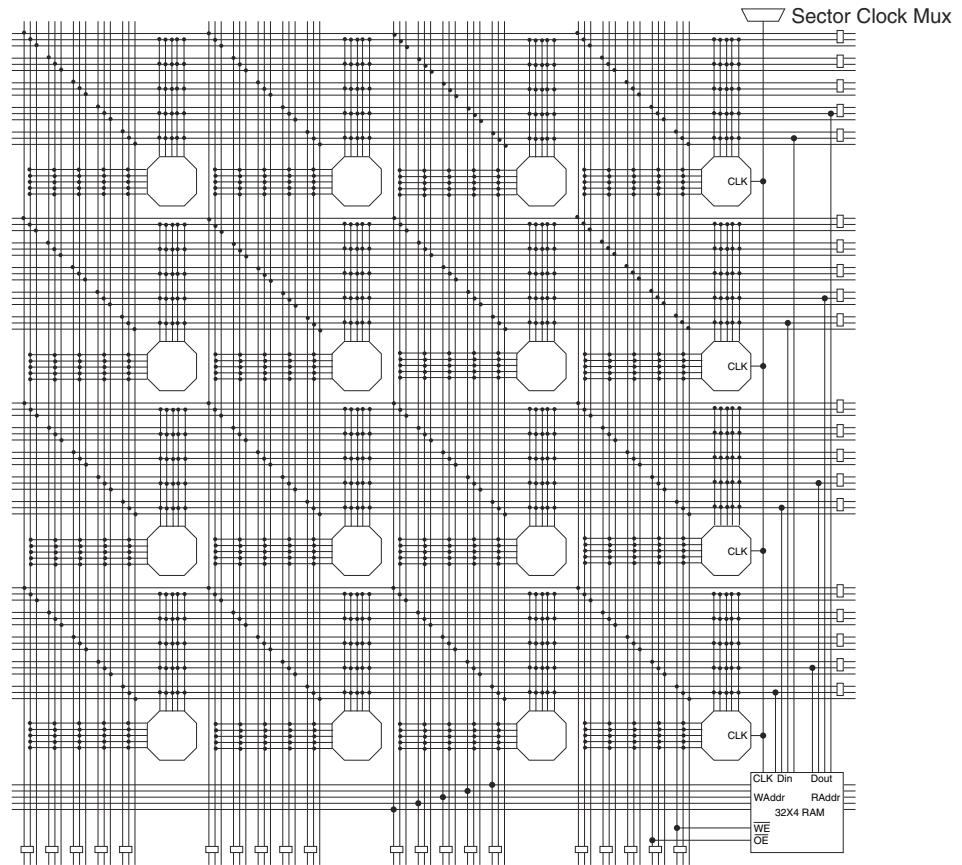 Sector Clock Mux
CLK
CLK
CLK
CLK
CLK Din Dout
WAddr RAddr
32X4 RAM
WE
OE